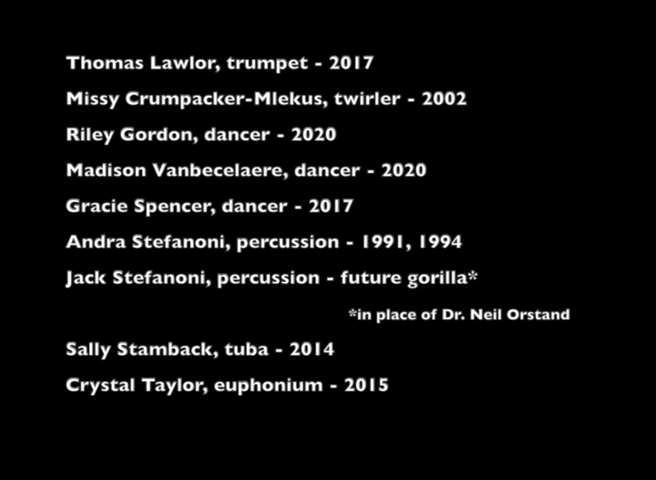 Thomas Lawlor, trumpet - 2017
Missy Crumpacker-Mlekus, twirler - 2002
Riley Gordon, dancer - 2020
Madison Vanbecelaere, dancer - 2020
Gracie Spencer, dancer - 2017
Andra Stefanoni, percussion - 1991, 1994
Jack Stefanoni, percussion - future gorilla*
*in place of Dr. Neil Orstand
Sally Stamback, tuba - 2014
Crystal Taylor, euphonium - 2015